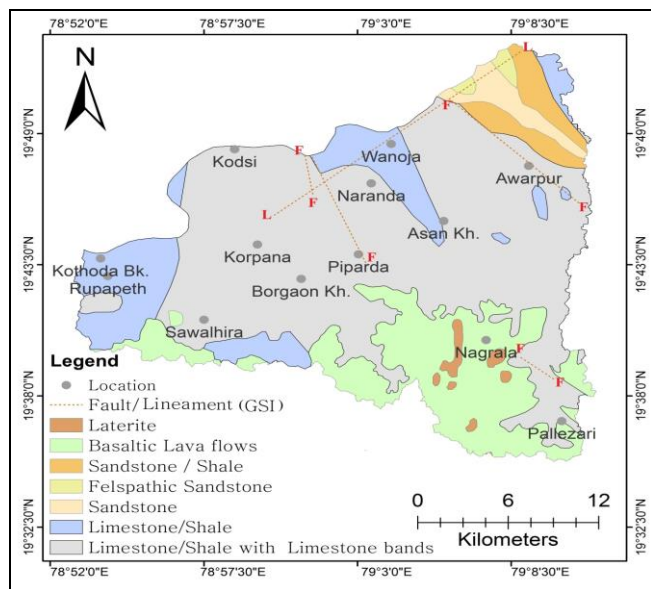 78°52'0"E 78°57'30"E 79°3'0"E 79°8'30"E
N
L
F
19°49'0"N 19°49'0"N
Kodsi F Wanoja
Awarpur
Naranda
F F
L
Asan Kh.
Korpana
Piparda F
19°43'30"N 19°43'30"N
Kothoda Bk.
Rupapeth
Borgaon Kh.
Sawalhira
Nagrala F
F
19°38'0"N 19°38'0"N
Pallezari
Legend
Location
Fault/Lineament (GSI)
Laterite
Basaltic Lava flows
Sandstone / Shale
Felspathic Sandstone
Sandstone
Limestone/Shale
Limestone/Shale with Limestone bands
0 6 12
Kilometers
19°32'30"N 19°32'30"N
78°52'0"E 78°57'30"E 79°3'0"E 79°8'30"E